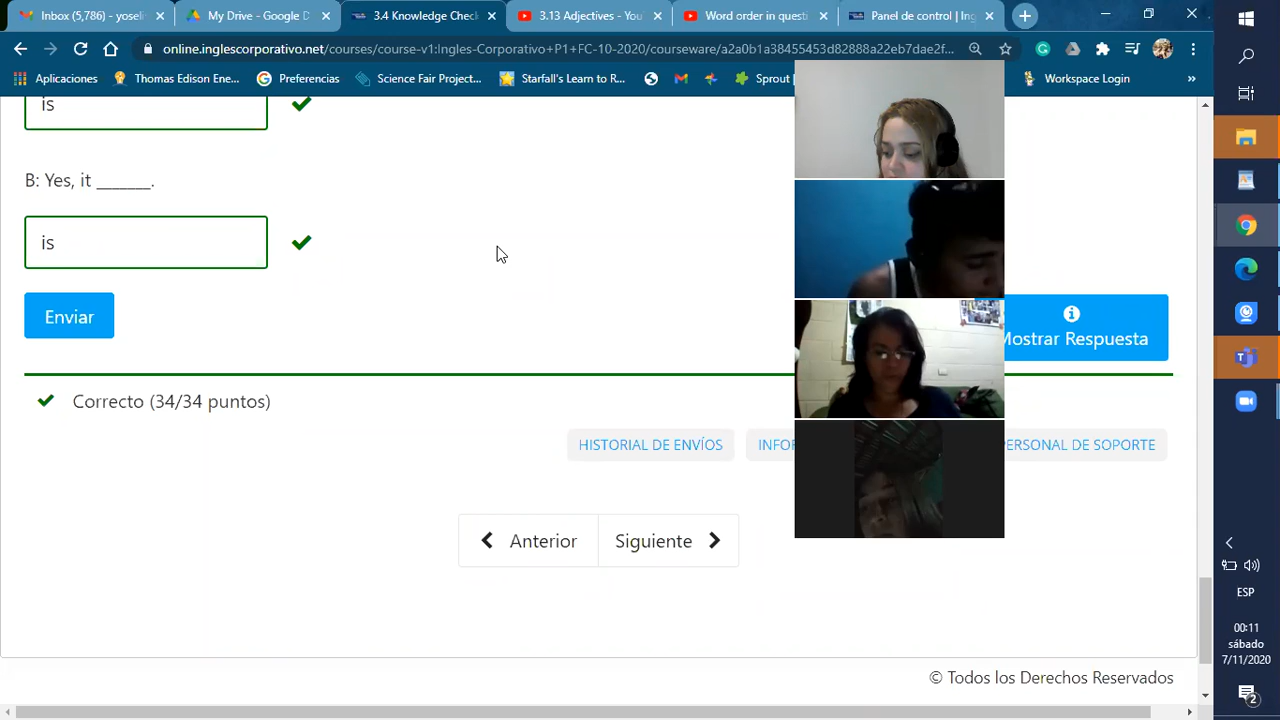 Inbox (5,786) - yoseli
My Drive - Google D
3.4 Knowledge Chec
3.13 Adjectives - You
Word order in questi
Panel de control | Ing
online.inglescorporativo.net/courses/course-v1:Ingles-Corporativo+P1+FC-10-2020/courseware/a2a0b1a38455453d82888a22eb7dae2f...
Aplicaciones
Thomas Edison Ene...
Preferencias
Science Fair Project...
Starfall's Learn to R...
Sprout
Workspace Login
»
is
B: Yes, it _______.
is
Enviar
Mostrar Respuesta
Correcto (34/34 puntos)
HISTORIAL DE ENVÍOS
INFOR
PERSONAL DE SOPORTE
Anterior
Siguiente
© Todos los Derechos Reservados
ESP
00:11
sábado
7/11/2020
2